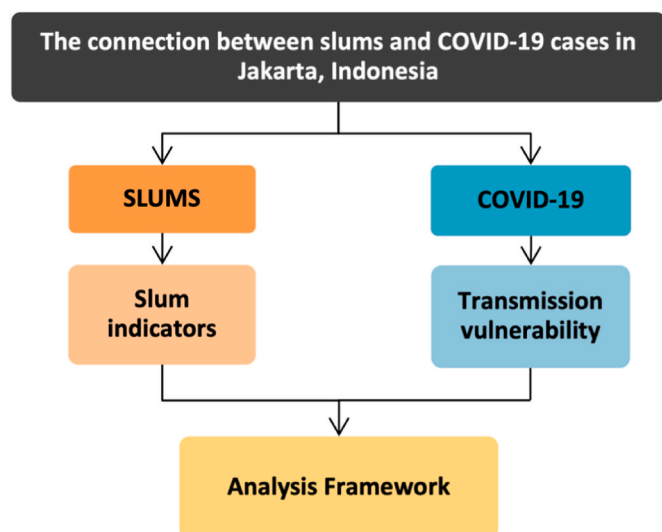 The connection between slums and COVID-19 cases in
Jakarta, Indonesia
SLUMS
COVID-19
Slum
indicators
Transmission
vulnerability
Analysis Framework